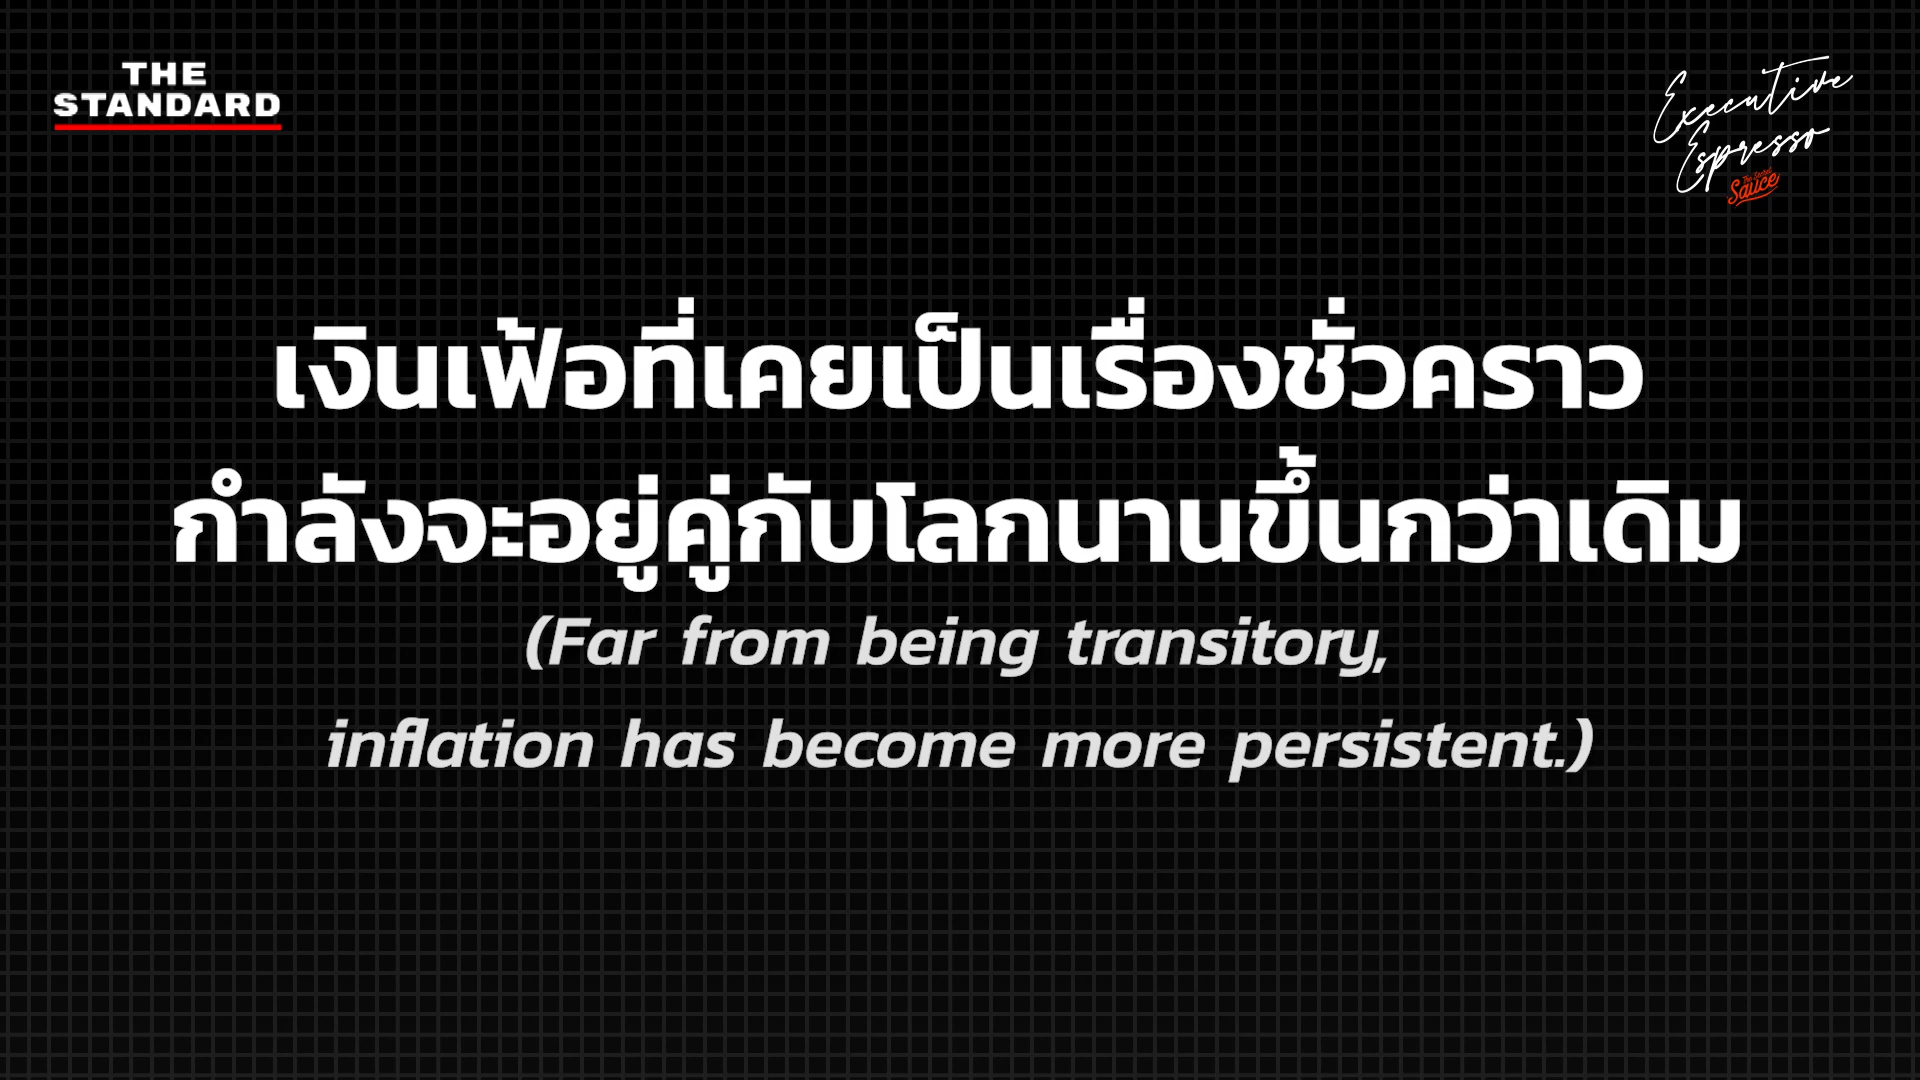 THE
STANDARD
Executive
Espresso
The Secret
Sauce
เงินเฟ้อที่เคยเป็นเรื่องชั่วคราว
กำลังจะอยู่คู่กับโลกนานขึ้นกว่าเดิม
(Far from being transitory,
inflation has become more persistent.)